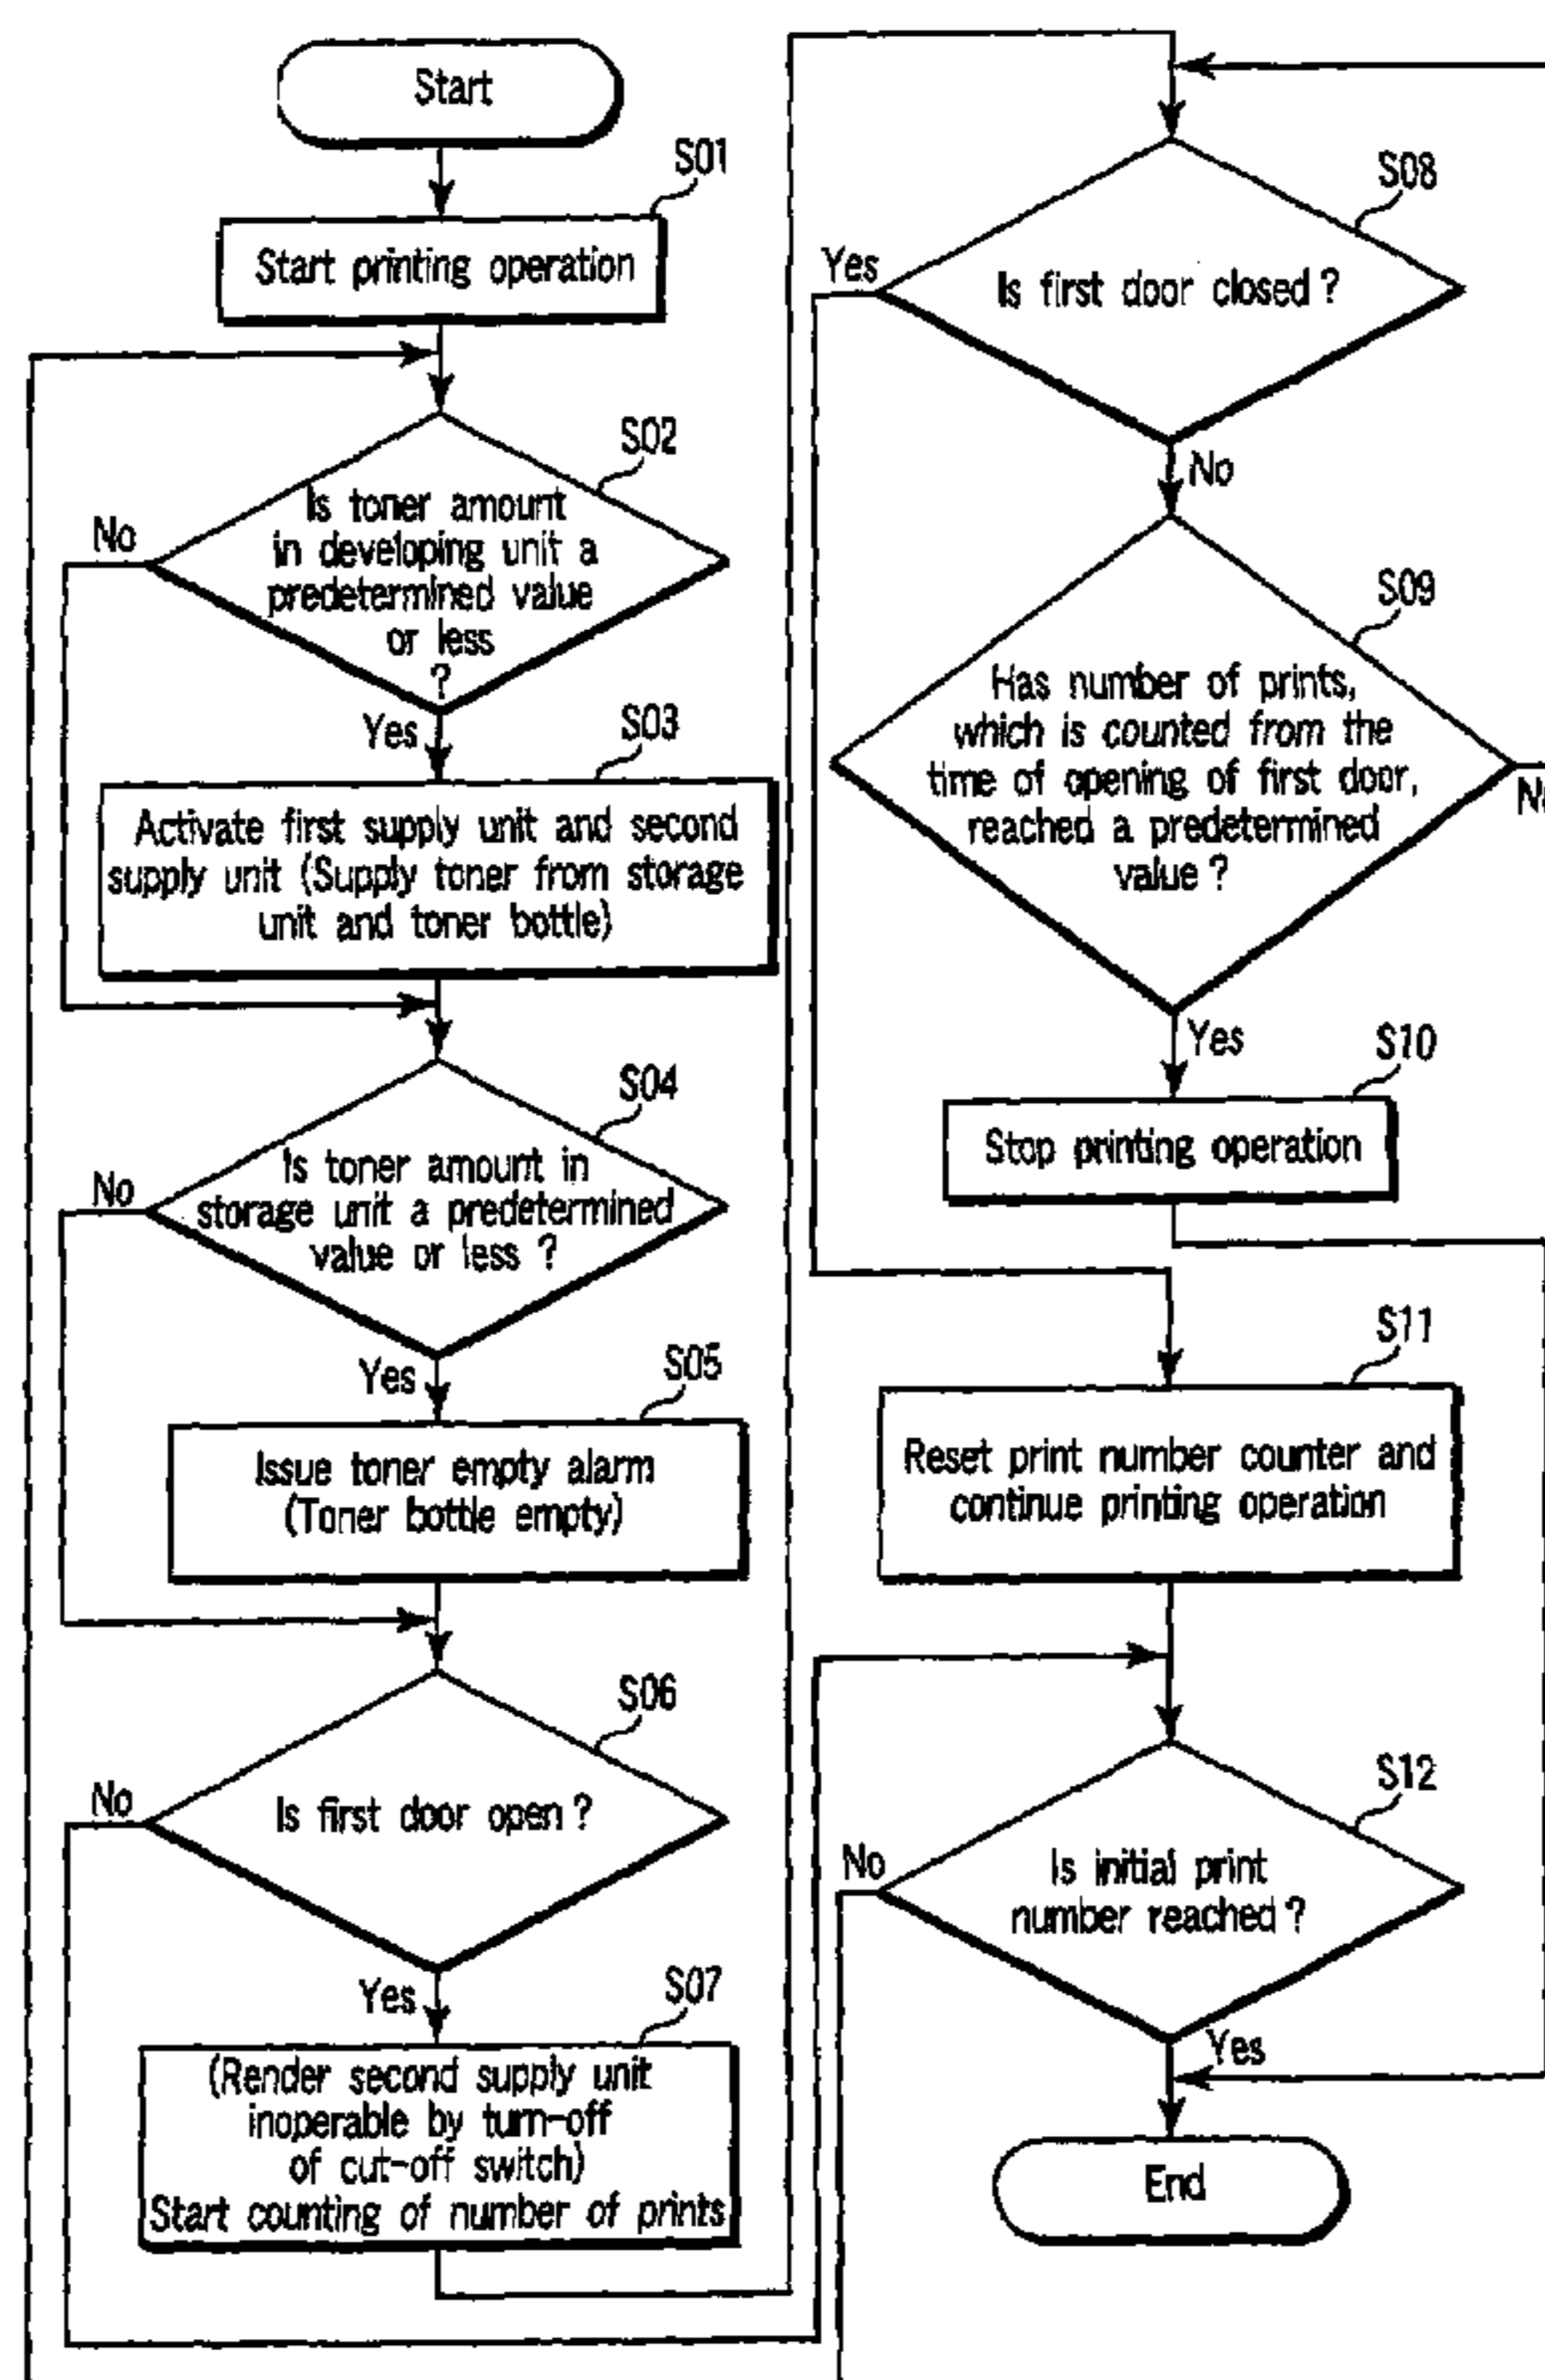 Start
S01
Start printing operation
S02
Is toner amount
in developing unit a
predetermined value
or less
?
No
Yes
S03
Activate first supply unit and second
supply unit (Supply toner from storage
unit and toner bottle)
S04
Is toner amount in
storage unit a predetermined
value or less ?
No
Yes
S05
Issue toner empty alarm
(Toner bottle empty)
S06
Is first door open ?
No
Yes
S07
(Render second supply unit
inoperable by turn-off
of cut-off switch)
Start counting of number of prints
S08
Is first door closed ?
Yes
No
S09
Has number of prints,
which is counted from the
time of opening of first door,
reached a predetermined
value ?
Yes
S10
Stop printing operation
S11
Reset print number counter and
continue printing operation
S12
Is initial print
number reached ?
No
Yes
End